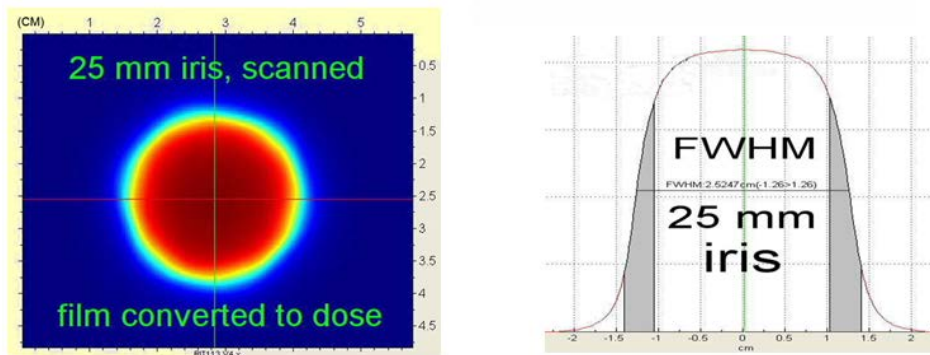 (CM) 1 2 3 4 5
25 mm iris, scanned
0.5
1
1.5
2
2.5
3
3.5
4
4.5
film converted to dose
FWHM
FWHM:2.5247cm(-1.26>1.26)
25 mm
iris
-2 -1.5 -1 -0.5 0 0.5 1 1.5 2
cm